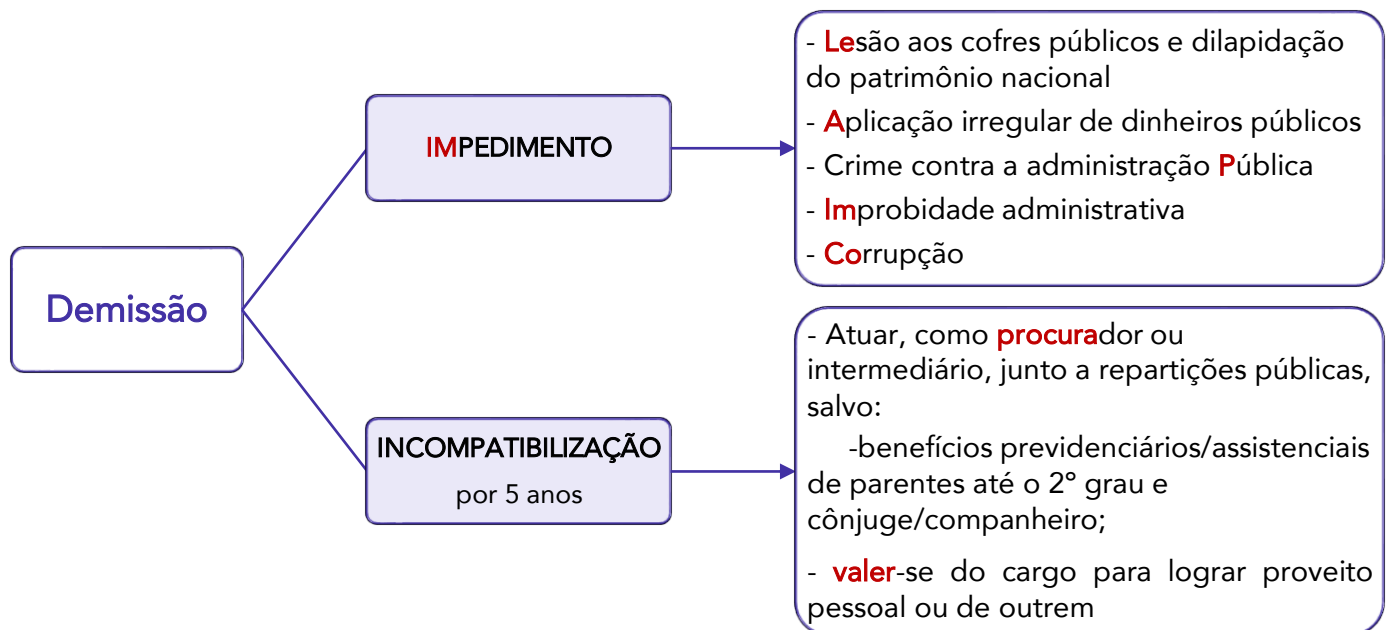 Demissão
IMPEDIMENTO
- Lesão aos cofres públicos e dilapidação
do patrimônio nacional
- Aplicação irregular de dinheiros públicos
- Crime contra a administração Pública
- Improbidade administrativa
- Corrupção
INCOMPATIBILIZAÇÃO
por 5 anos
- Atuar, como procurador ou
intermediário, junto a repartições públicas,
salvo:
-benefícios previdenciários/assistenciais
de parentes até o 2º grau e
cônjuge/companheiro;
- valer-se do cargo para lograr proveito
pessoal ou de outrem